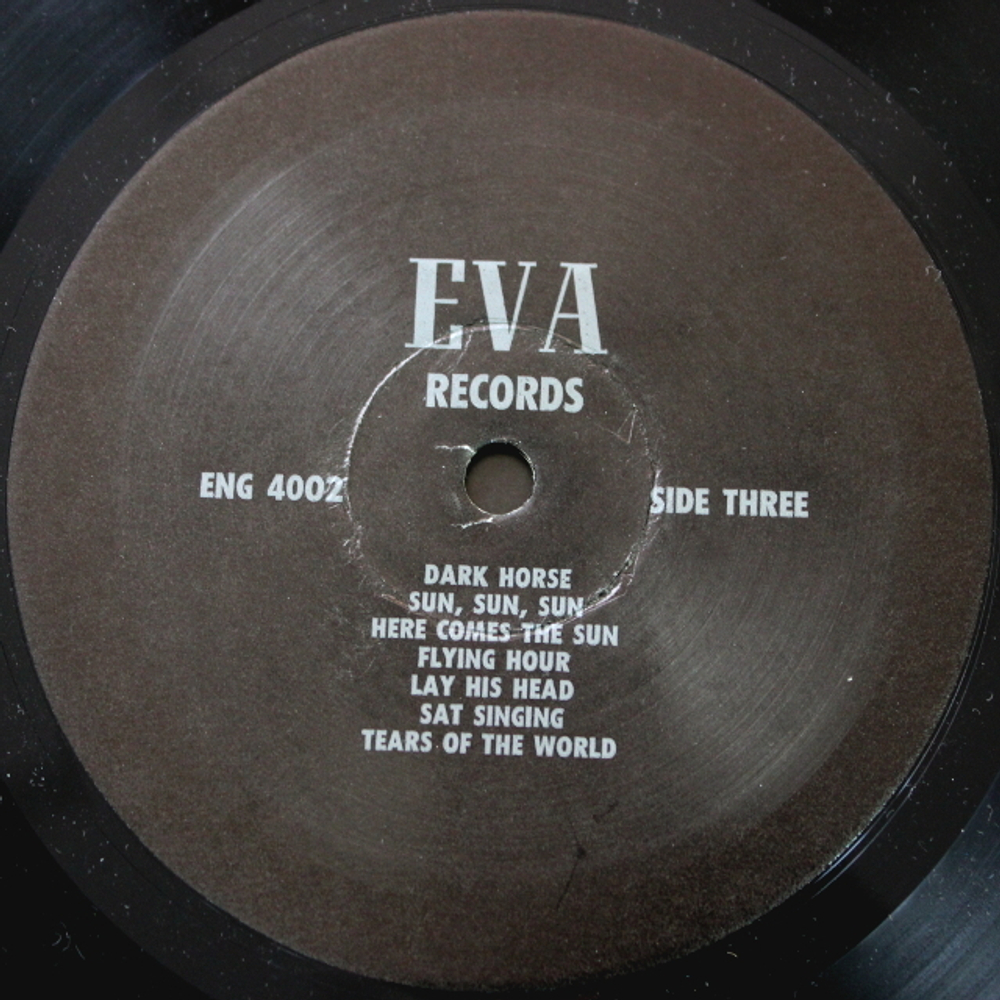 EVA
RECORDS
ENG 4002
SIDE THREE
DARK HORSE
SUN, SUN, SUN
HERE COMES THE SUN
FLYING HOUR
LAY HIS HEAD
SAT SINGING
TEARS OF THE WORLD